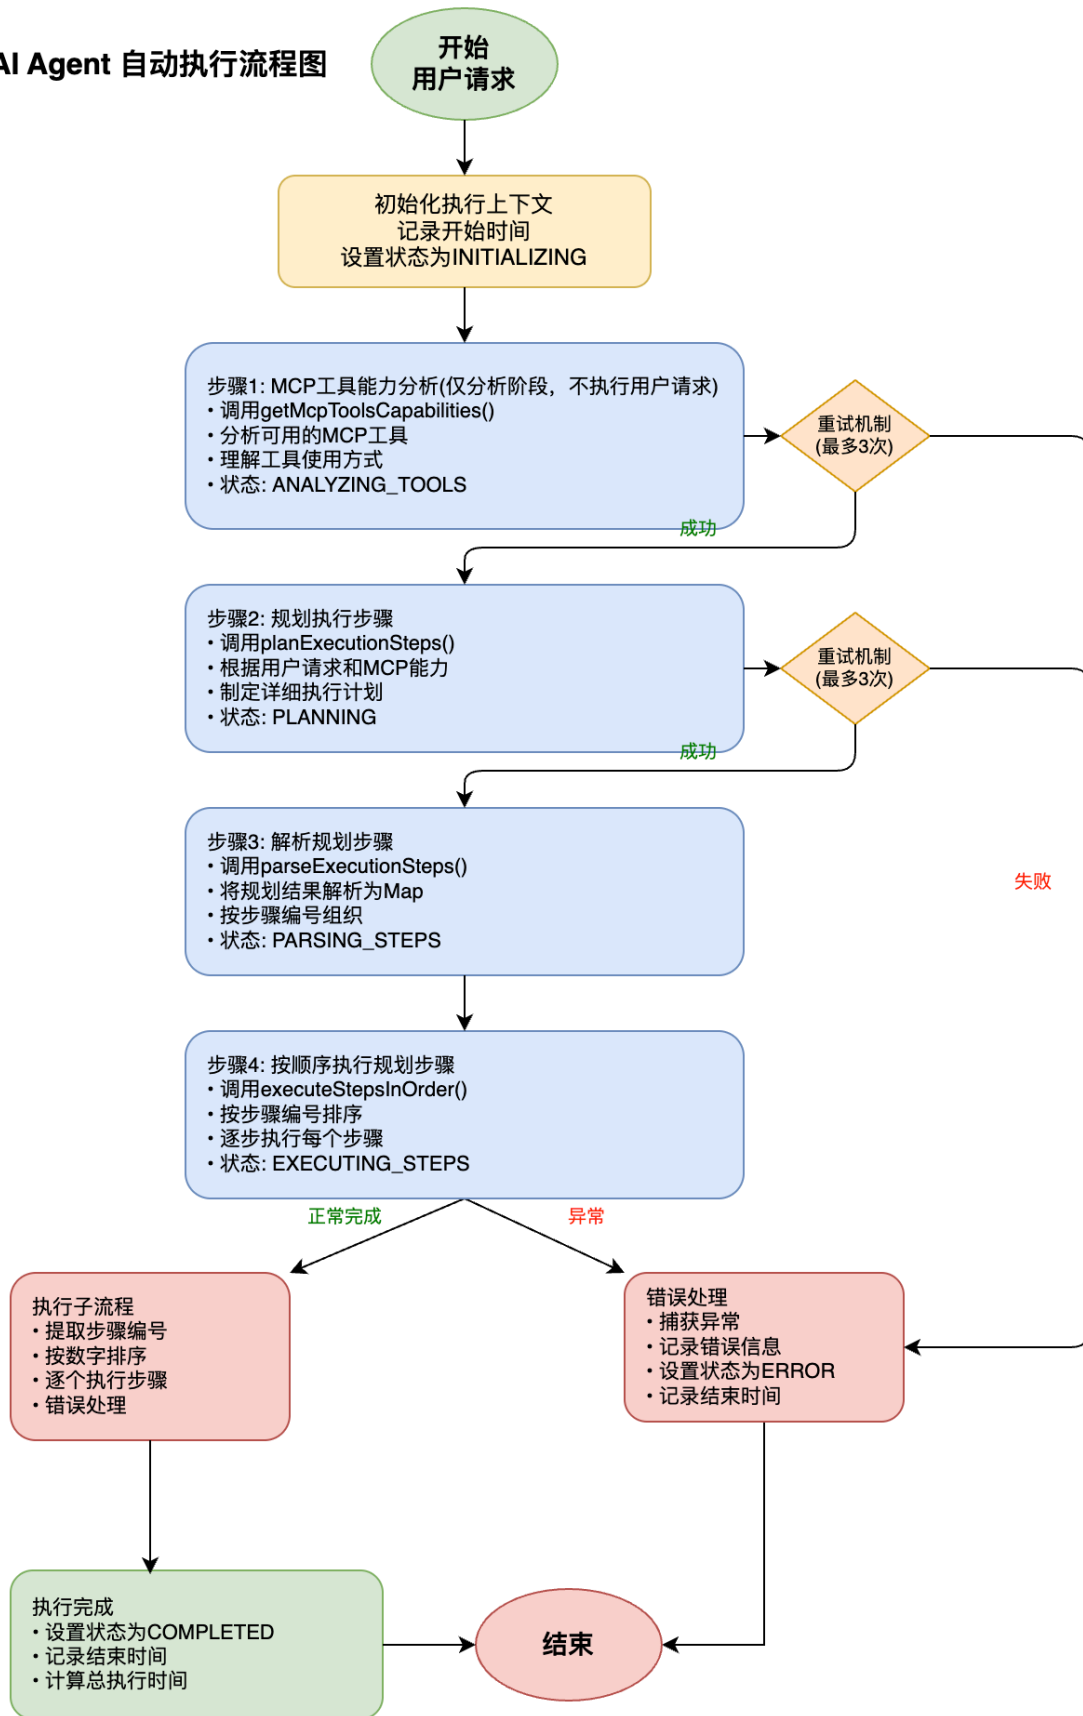 AI Agent 自动执行流程图
开始
用户请求
初始化执行上下文
记录开始时间
设置状态为INITIALIZING
步骤1: MCP工具能力分析(仅分析阶段，不执行用户请求)
• 调用getMcpToolsCapabilities()
• 分析可用的MCP工具
• 理解工具使用方式
• 状态: ANALYZING_TOOLS
重试机制
(最多3次)
成功
步骤2: 规划执行步骤
• 调用planExecutionSteps()
• 根据用户请求和MCP能力
• 制定详细执行计划
• 状态: PLANNING
重试机制
(最多3次)
成功
步骤3: 解析规划步骤
• 调用parseExecutionSteps()
• 将规划结果解析为Map
• 按步骤编号组织
• 状态: PARSING_STEPS
失败
步骤4: 按顺序执行规划步骤
• 调用executeStepsInOrder()
• 按步骤编号排序
• 逐步执行每个步骤
• 状态: EXECUTING_STEPS
正常完成
异常
执行子流程
• 提取步骤编号
• 按数字排序
• 逐个执行步骤
• 错误处理
错误处理
• 捕获异常
• 记录错误信息
• 设置状态为ERROR
• 记录结束时间
执行完成
• 设置状态为COMPLETED
• 记录结束时间
• 计算总执行时间
结束